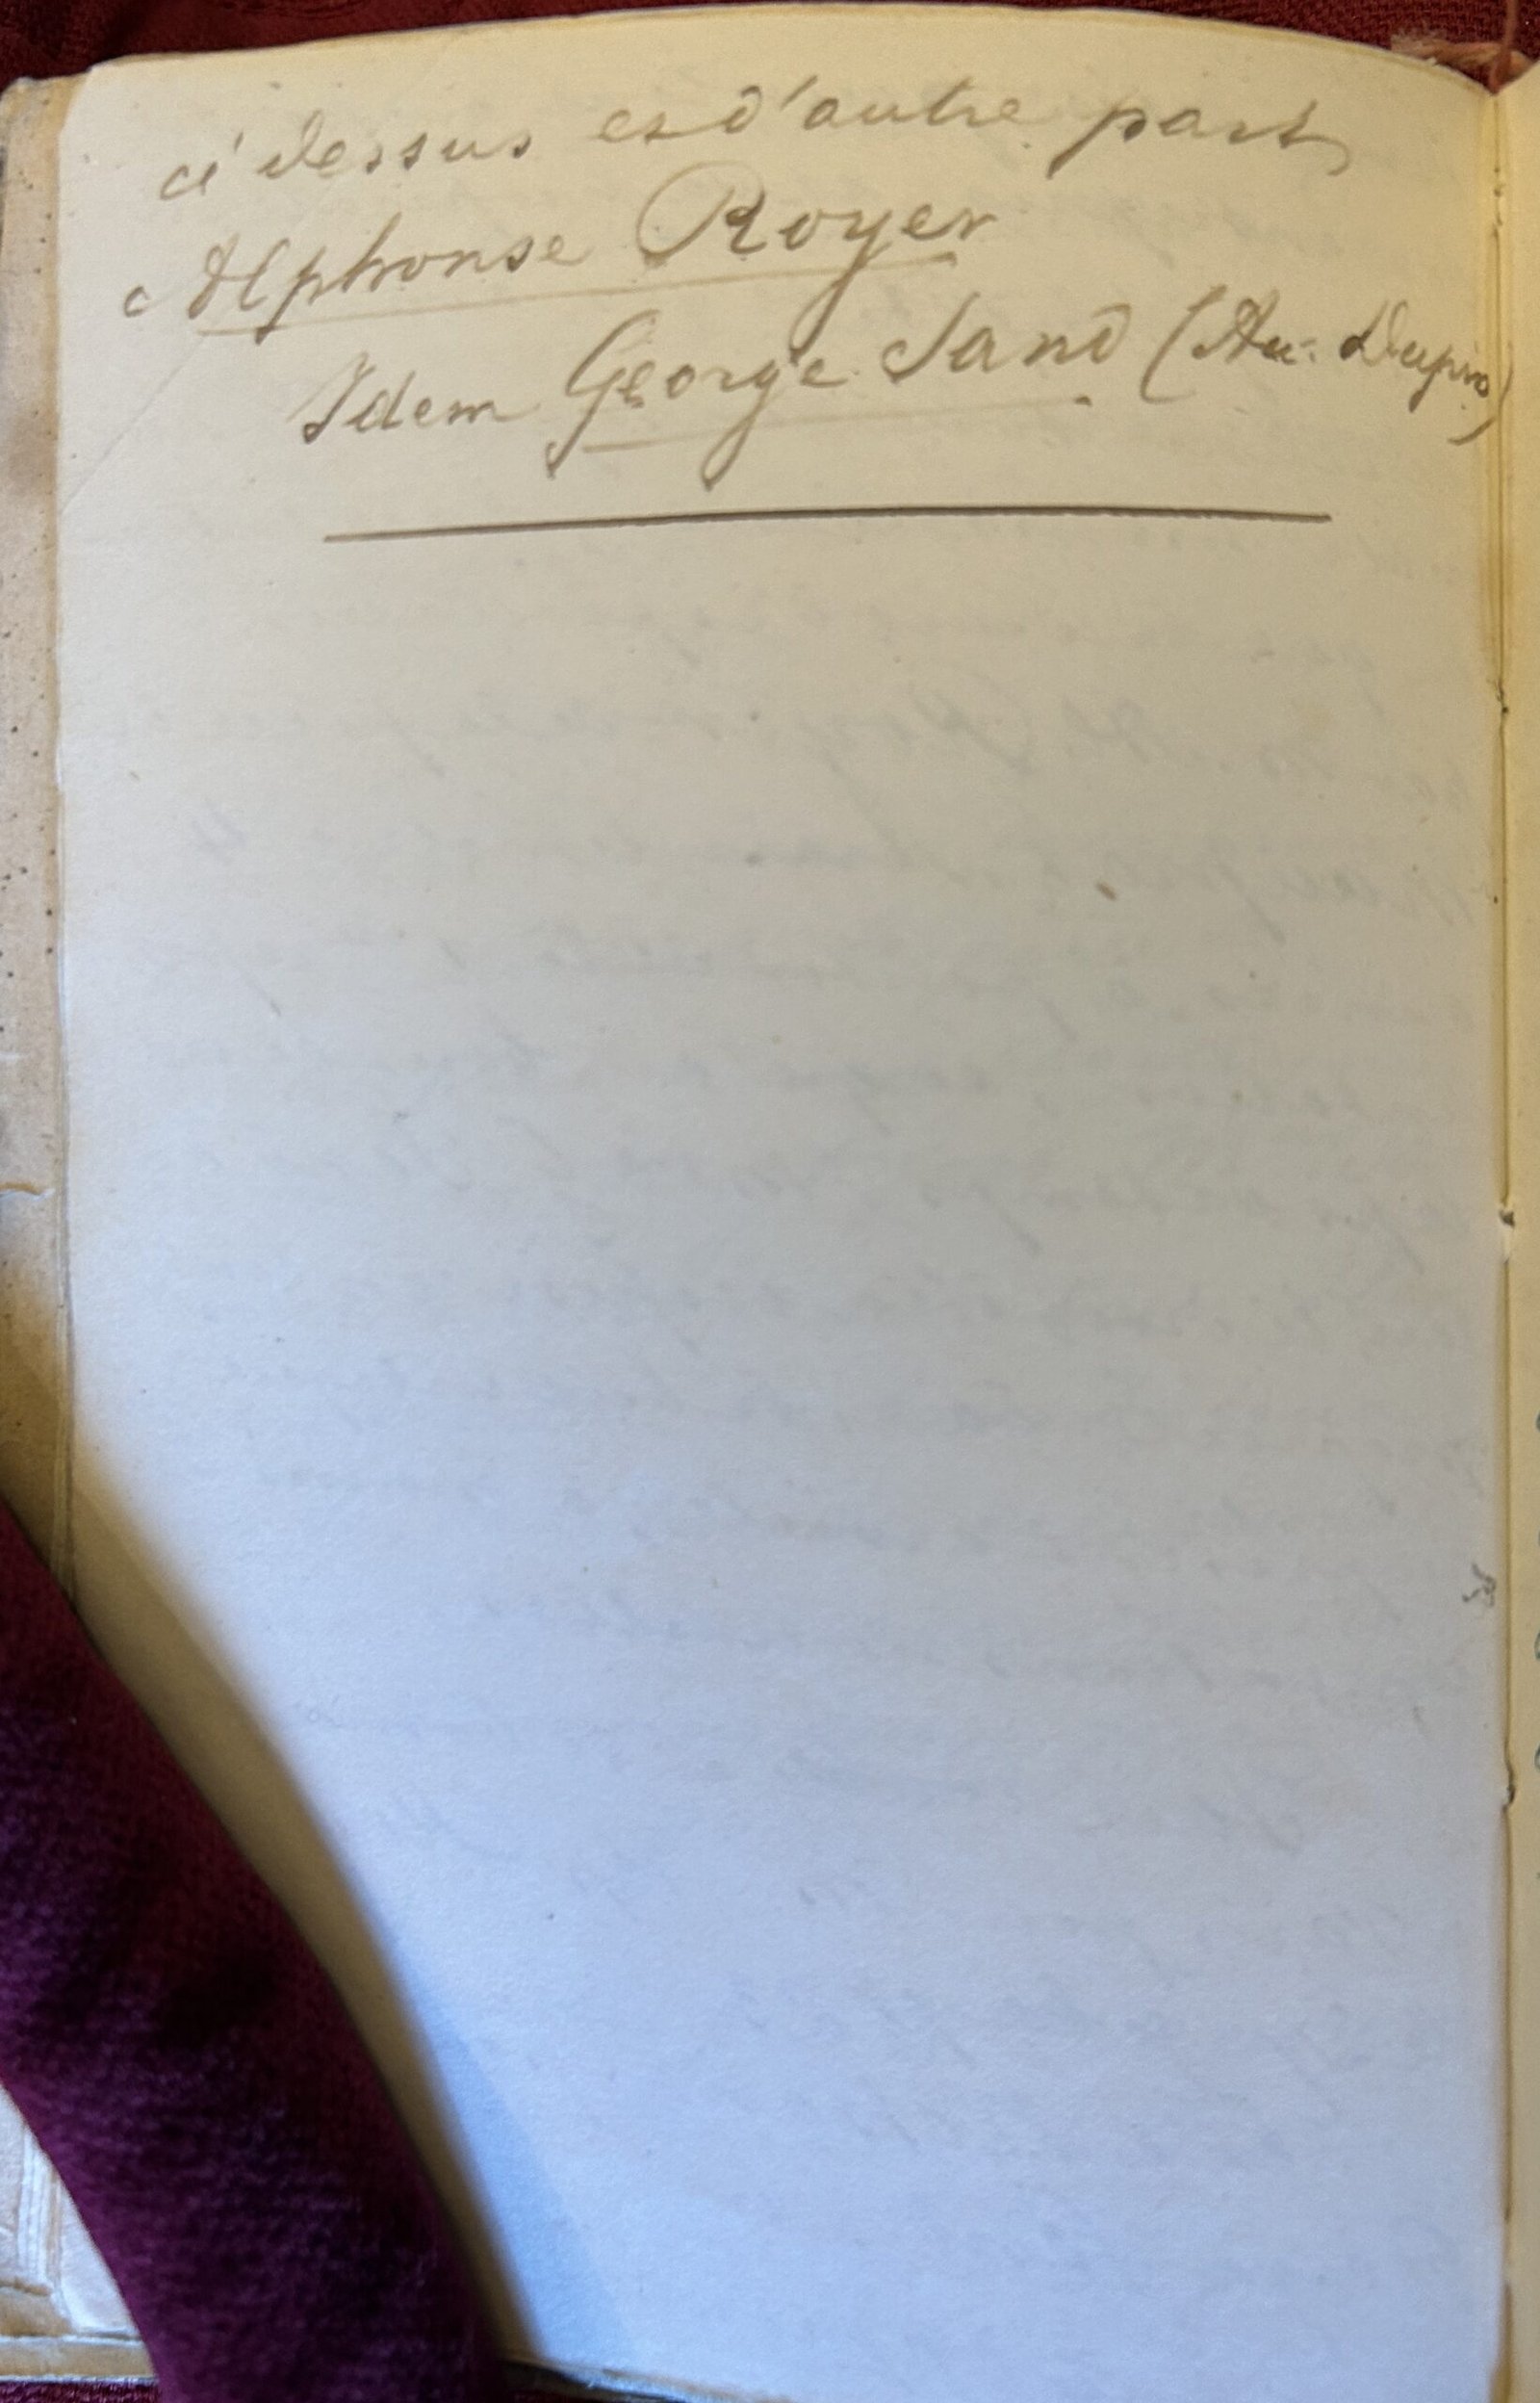 ci dessus et d'autre part
Alphonse Royer
Idem George Sand (Au. Dupin)